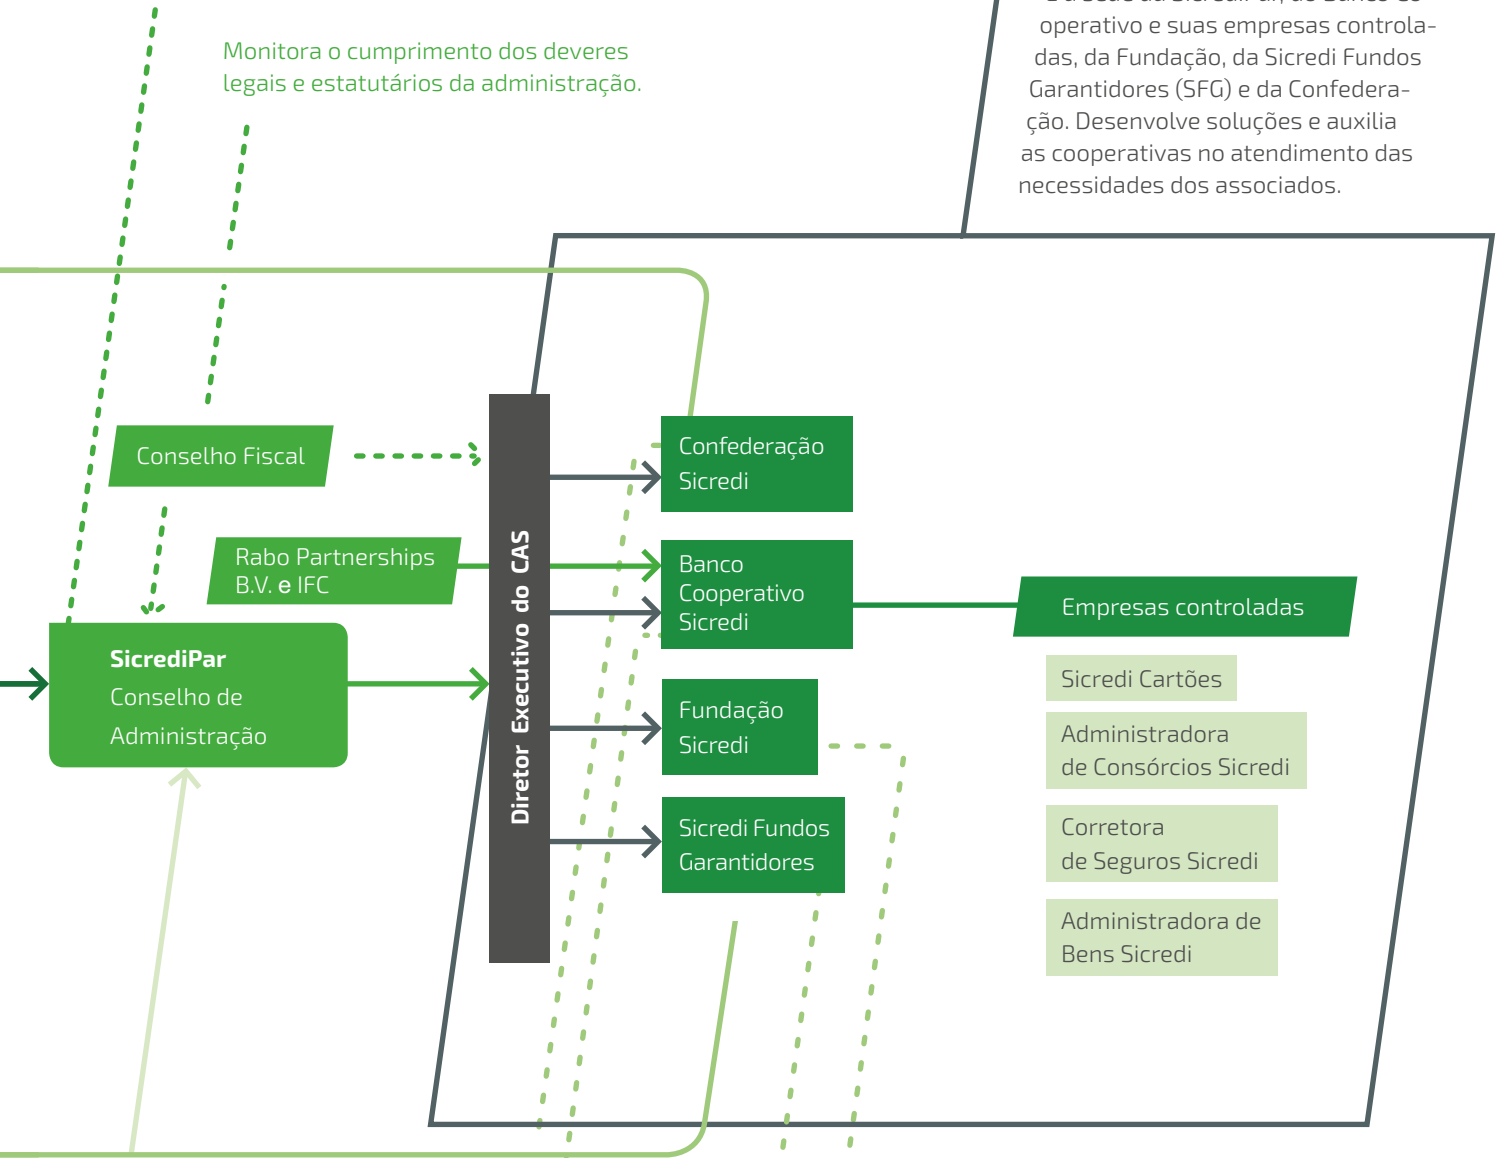 Monitora o cumprimento dos deveres
legais e estatutários da administração.
operativo e suas empresas controla-
das, da Fundação, da Sicredi Fundos
Garantidores (SFG) e da Confedera-
ção. Desenvolve soluções e auxilia
as cooperativas no atendimento das
necessidades dos associados.
Conselho Fiscal
Rabo Partnerships
B.V. e IFC
SicrediPar
Conselho de
Administração
Diretor Executivo do CAS
Confederação
Sicredi
Banco
Cooperativo
Sicredi
Fundação
Sicredi
Sicredi Fundos
Garantidores
Empresas controladas
Sicredi Cartões
Administradora
de Consórcios Sicredi
Corretora
de Seguros Sicredi
Administradora de
Bens Sicredi